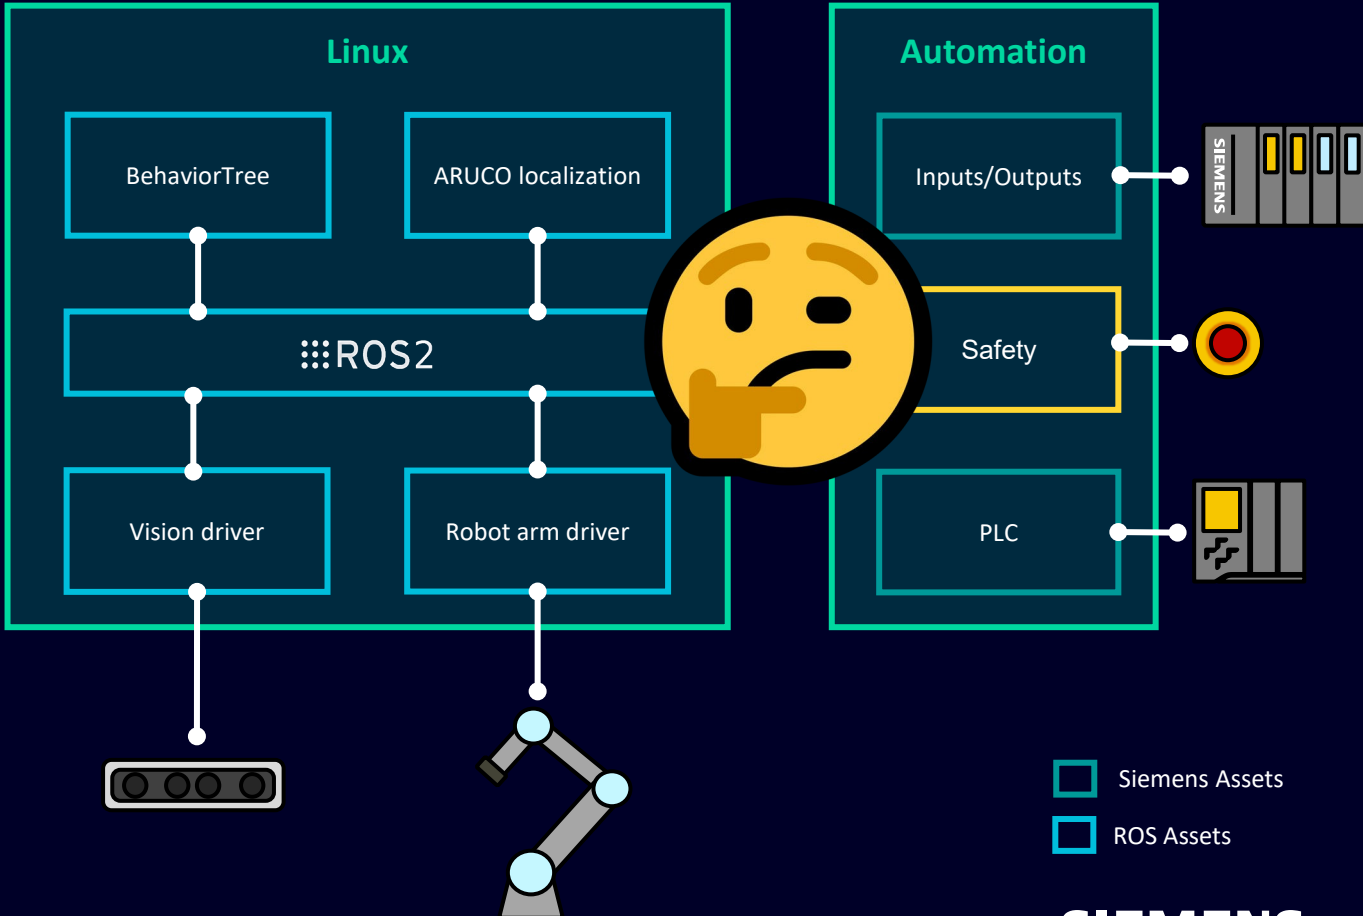 Linux
Automation
BehaviorTree
ARUCO localization
Inputs/Outputs
SIEMENS
ROS2
Safety
Vision driver
Robot arm driver
PLC
Siemens Assets
ROS Assets
SIEMENS